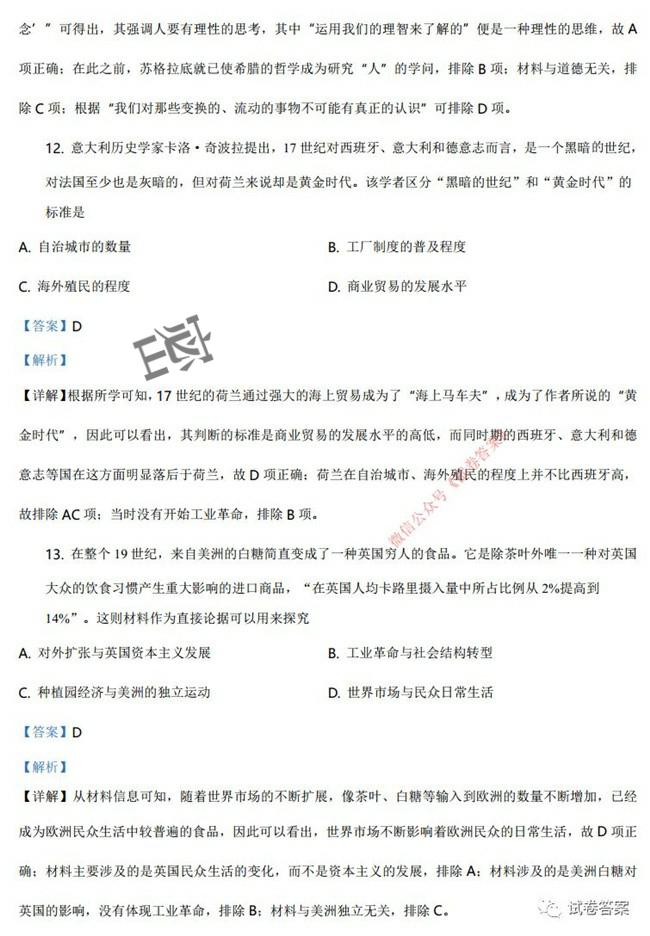 念’”可得出，其强调人要有理性的思考，其中“运用我们的理智来了解的”便是一种理性的思维，故 A
项正确；在此之前，苏格拉底就已使希腊的哲学成为研究“人”的学问，排除 B 项；材料与道德无关，排
除 C 项；根据“我们对那些变换的、流动的事物不可能有真正的认识”可排除 D 项。
12. 意大利历史学家卡洛·奇波拉提出，17 世纪对西班牙、意大利和德意志而言，是一个黑暗的世纪，
对法国至少也是灰暗的，但对荷兰来说却是黄金时代。该学者区分“黑暗的世纪”和“黄金时代”的
标准是
A. 自治城市的数量 B. 工厂制度的普及程度
C. 海外殖民的程度 D. 商业贸易的发展水平
【答案】D
【解析】
【详解】根据所学可知，17 世纪的荷兰通过强大的海上贸易成为了“海上马车夫”，成为了作者所说的“黄
金时代”，因此可以看出，其判断的标准是商业贸易的发展水平的高低，而同时期的西班牙、意大利和德
意志等国在这方面明显落后于荷兰，故 D 项正确；荷兰在自治城市、海外殖民的程度上并不比西班牙高，
故排除 AC 项；当时没有开始工业革命，排除 B 项。
微信公众号《试卷答案》
13. 在整个 19 世纪，来自美洲的白糖简直变成了一种英国穷人的食品。它是除茶叶外唯一一种对英国
大众的饮食习惯产生重大影响的进口商品，“在英国人均卡路里摄入量中所占比例从 2%提高到
14%”。这则材料作为直接论据可以用来探究
A. 对外扩张与英国资本主义发展 B. 工业革命与社会结构转型
C. 种植园经济与美洲的独立运动 D. 世界市场与民众日常生活
【答案】D
【解析】
【详解】从材料信息可知，随着世界市场的不断扩展，像茶叶、白糖等输入到欧洲的数量不断增加，已经
成为欧洲民众生活中较普遍的食品，因此可以看出，世界市场不断影响着欧洲民众的日常生活，故 D 项正
确；材料主要涉及的是英国民众生活的变化，而不是资本主义的发展，排除 A；材料涉及的是美洲白糖对
英国的影响，没有体现工业革命，排除 B；材料与美洲独立无关，排除 C。
试卷答案